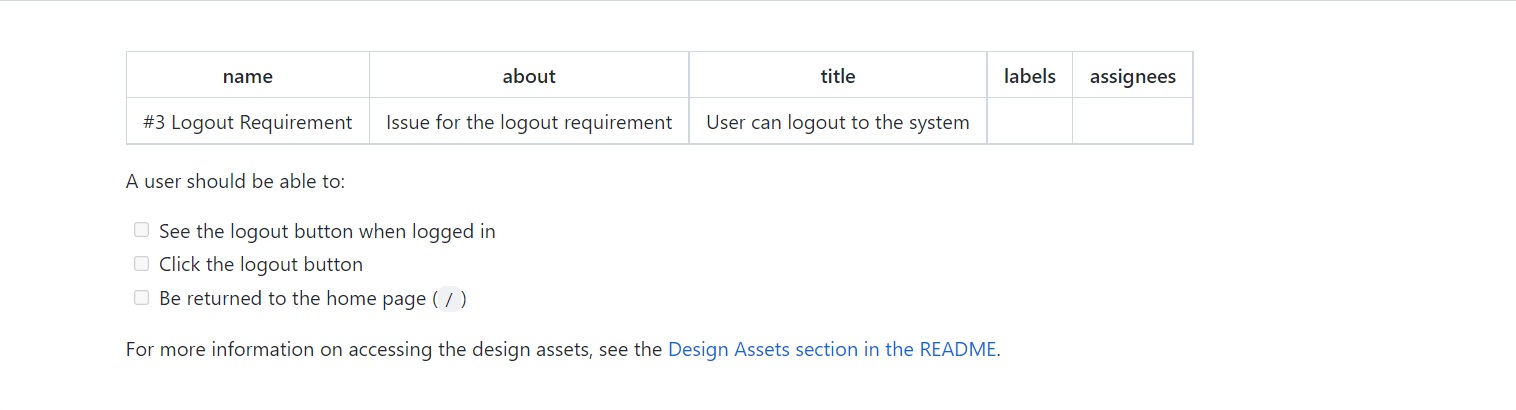 name about title labels assignees
#3 Logout Requirement Issue for the logout requirement User can logout to the system
A user should be able to:
See the logout button when logged in
Click the logout button
Be returned to the home page ( / )
For more information on accessing the design assets, see the Design Assets section in the README.